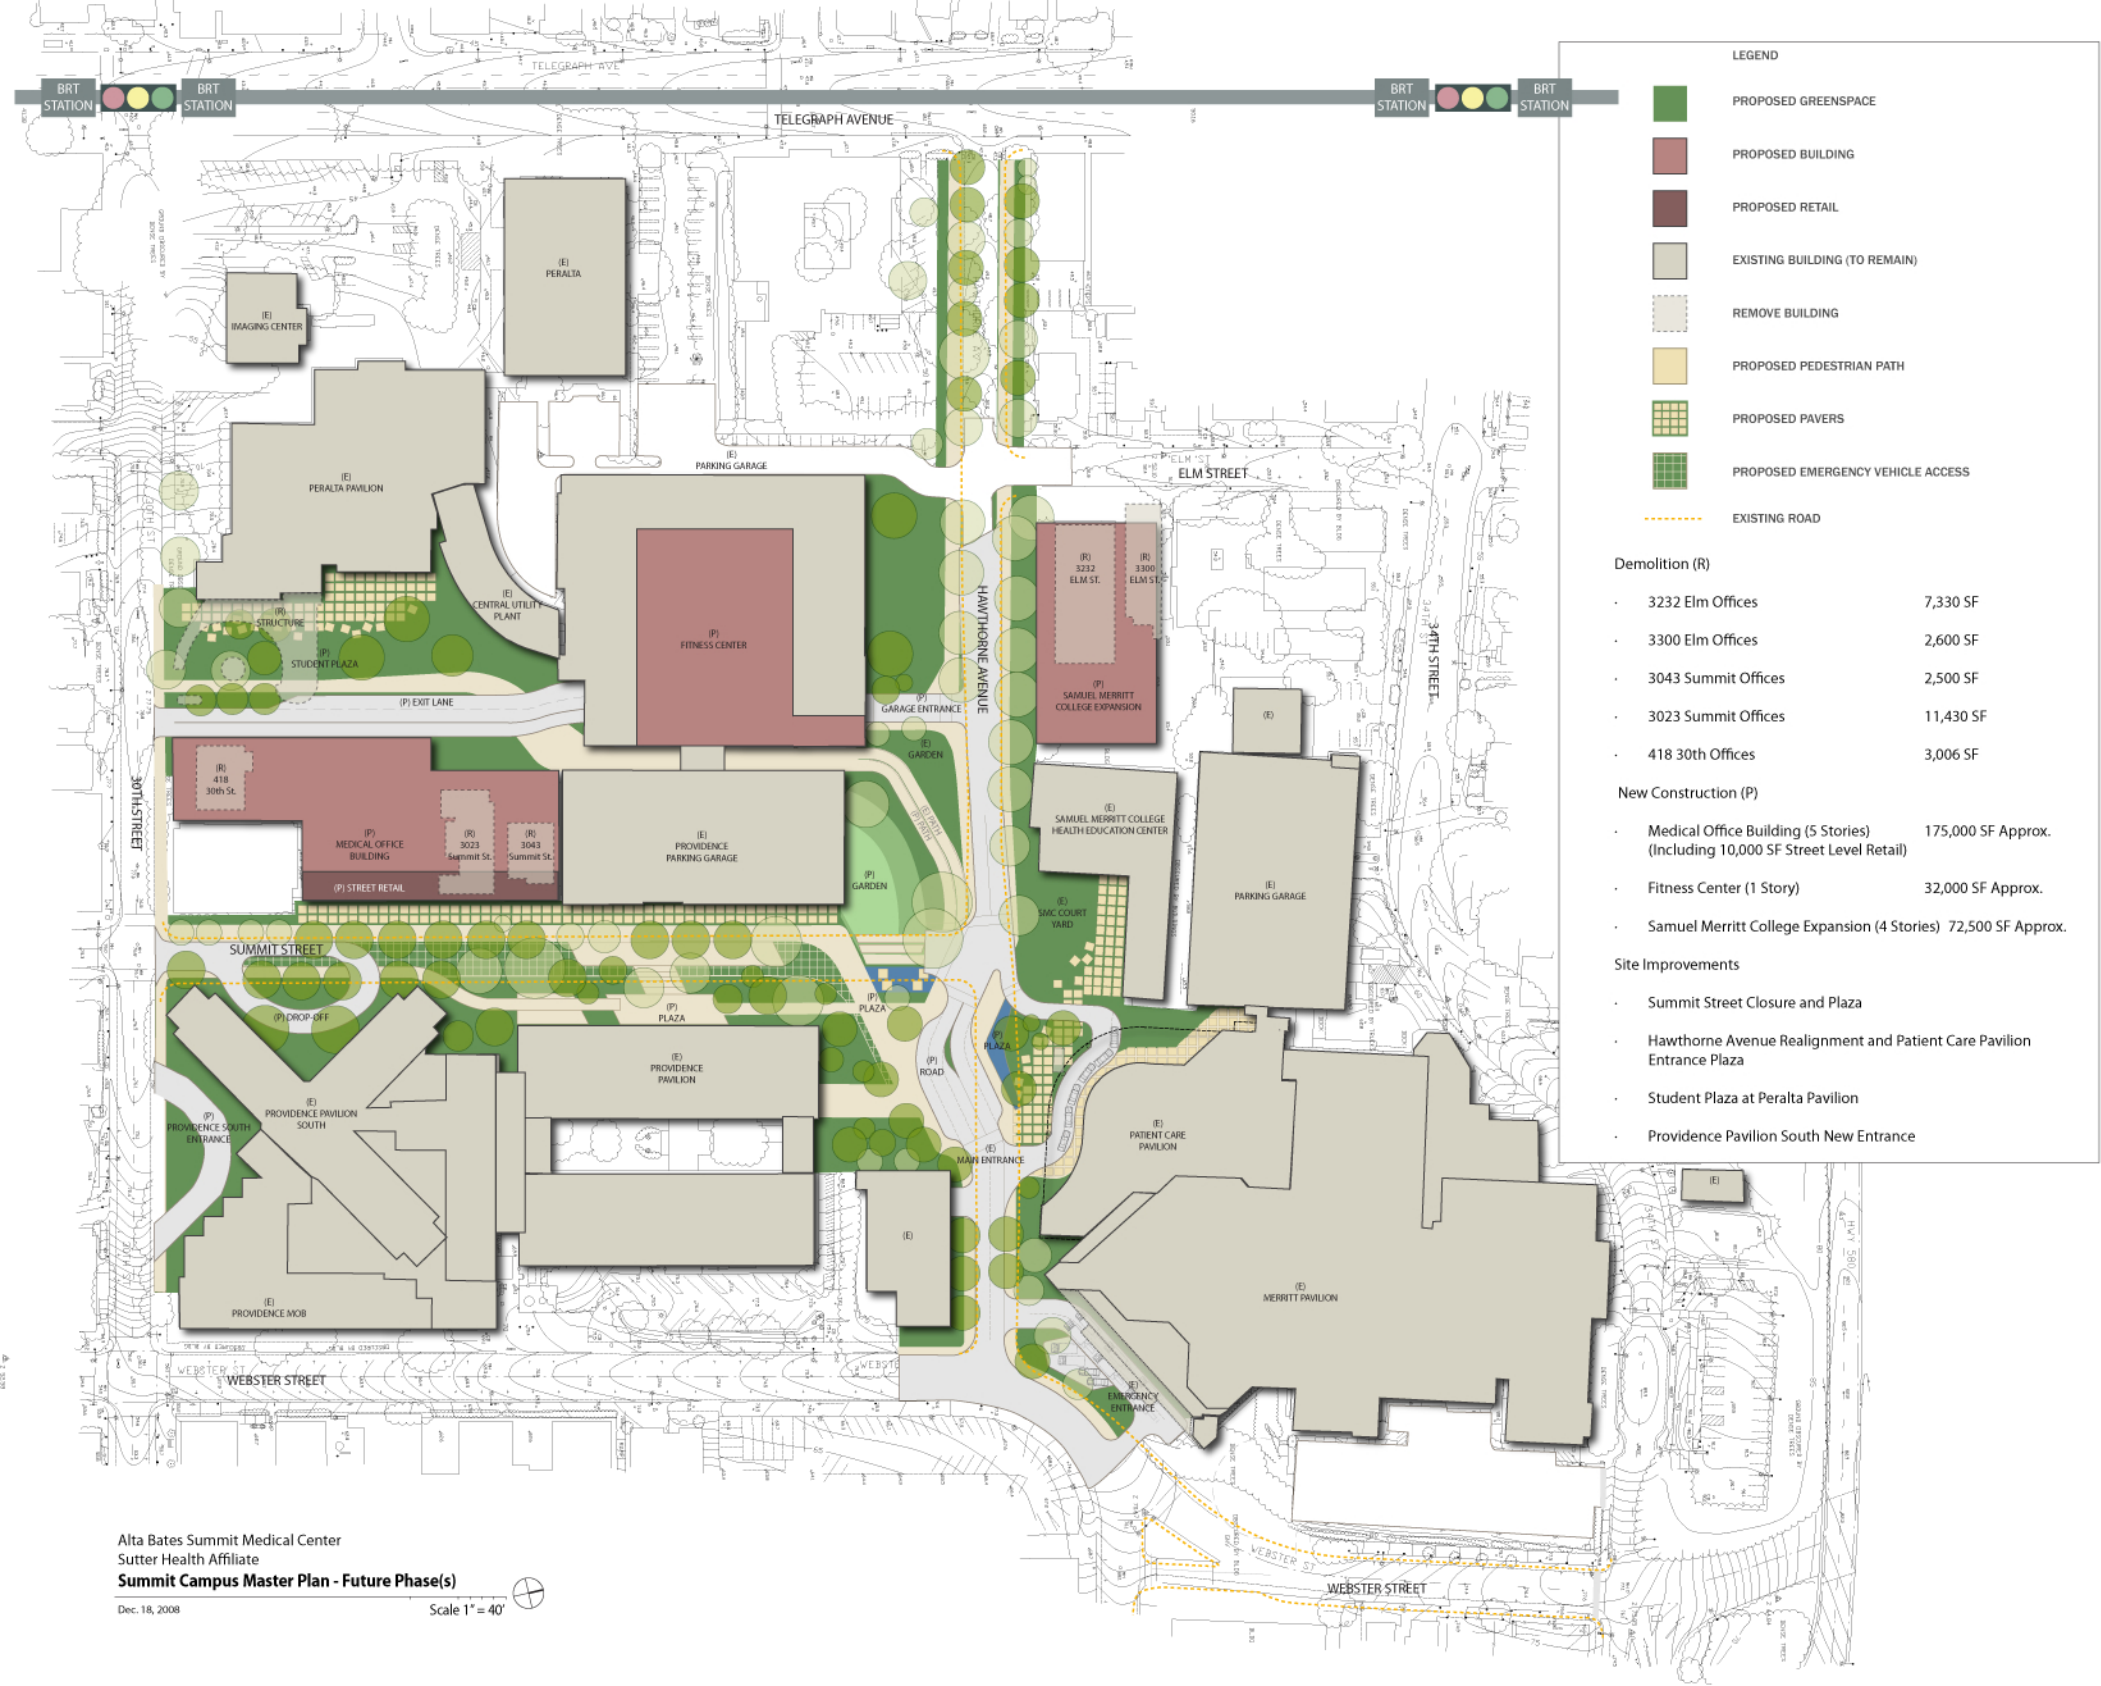 TELEGRAPH AVE
BRT
STATION
BRT
STATION
BRT
STATION
BRT
STATION
TELEGRAPH AVENUE
(E)
PERALTA
(E)
IMAGING CENTER
(E)
PARKING GARAGE
ELM ST
ELM STREET
(E)
PERALTA PAVILION
(E)
CENTRAL UTILITY
PLANT
(R)
STRUCTURE
(P)
STUDENT PLAZA
(P) EXIT LANE
(P)
FITNESS CENTER
(P)
GARAGE ENTRANCE
HAWTHORNE AVENUE
(R)
3232
ELM ST.
(R)
3300
ELM ST.
(P)
SAMUEL MERRITT
COLLEGE EXPANSION
34TH STREET
(E)
(E)
GARDEN
(E) PATH
(P) PATH
30TH STREET
(R)
418
30th St.
(P)
MEDICAL OFFICE
BUILDING
(R)
3023
Summit St.
(R)
3043
Summit St.
(P) STREET RETAIL
(E)
PROVIDENCE
PARKING GARAGE
(P)
GARDEN
(E)
SAMUEL MERRITT COLLEGE
HEALTH EDUCATION CENTER
(E)
PARKING GARAGE
(E)
SMC COURT
YARD
SUMMIT STREET
(P) DROP-OFF
(P)
PLAZA
(P)
PLAZA
(P)
PLAZA
(P)
ROAD
(E)
PROVIDENCE
PAVILION
(E)
PROVIDENCE PAVILION
SOUTH
(P)
PROVIDENCE SOUTH
ENTRANCE
(E)
MAIN ENTRANCE
(E)
PATIENT CARE
PAVILION
(E)
(E)
(E)
MERRITT PAVILION
(E)
PROVIDENCE MOB
(E)
EMERGENCY
ENTRANCE
WEBSTER ST
WEBSTER STREET
HWY 580
WEBSTER ST
WEBSTER STREET
LEGEND
PROPOSED GREENSPACE
PROPOSED BUILDING
PROPOSED RETAIL
EXISTING BUILDING (TO REMAIN)
REMOVE BUILDING
PROPOSED PEDESTRIAN PATH
PROPOSED PAVERS
PROPOSED EMERGENCY VEHICLE ACCESS
EXISTING ROAD
Demolition (R)
· 3232 Elm Offices 7,330 SF
· 3300 Elm Offices 2,600 SF
· 3043 Summit Offices 2,500 SF
· 3023 Summit Offices 11,430 SF
· 418 30th Offices 3,006 SF
New Construction (P)
· Medical Office Building (5 Stories) 175,000 SF Approx.
(Including 10,000 SF Street Level Retail)
· Fitness Center (1 Story) 32,000 SF Approx.
· Samuel Merritt College Expansion (4 Stories) 72,500 SF Approx.
Site Improvements
· Summit Street Closure and Plaza
· Hawthorne Avenue Realignment and Patient Care Pavilion
Entrance Plaza
· Student Plaza at Peralta Pavilion
· Providence Pavilion South New Entrance
Alta Bates Summit Medical Center
Sutter Health Affiliate
Summit Campus Master Plan - Future Phase(s)
Dec. 18, 2008
Scale 1" = 40'